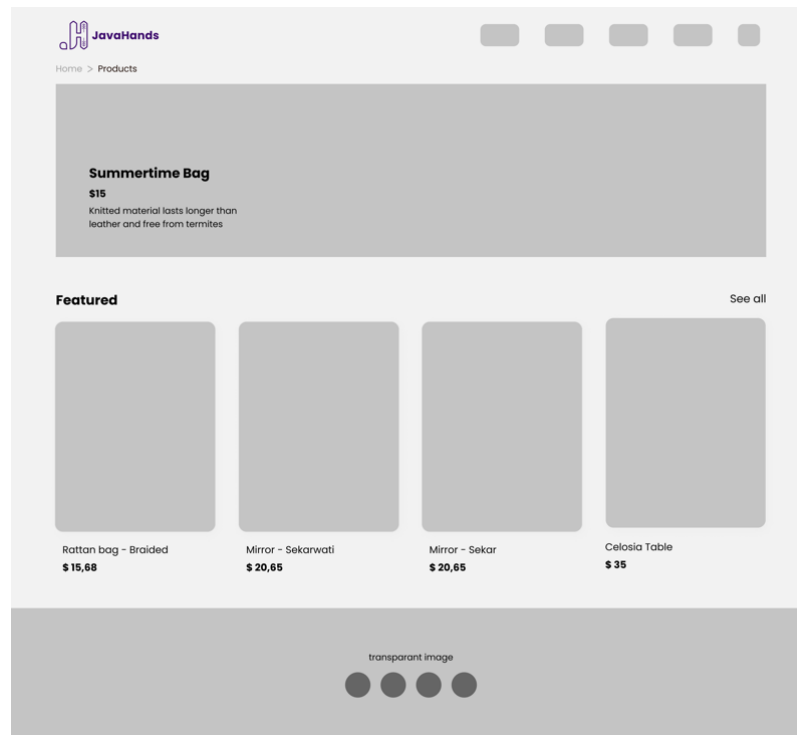 JavaHands
Home > Products
Summertime Bag
$15
Knitted material lasts longer than
leather and free from termites
Featured
See all
Rattan bag - Braided
$ 15,68
Mirror - Sekarwati
$ 20,65
Mirror - Sekar
$ 20,65
Celosia Table
$ 35
transparant image